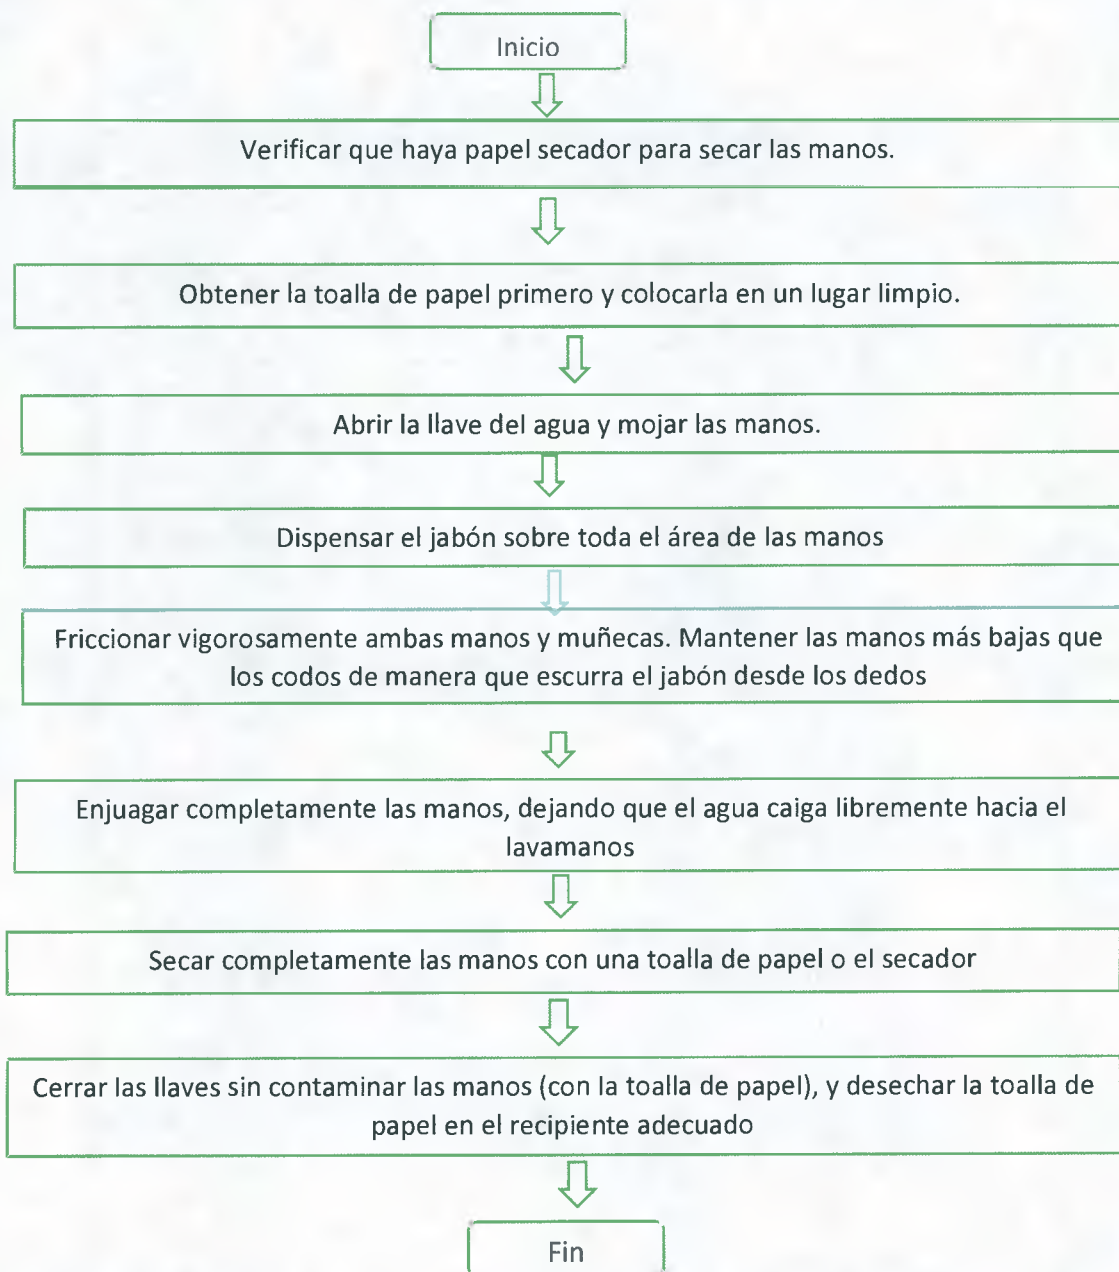 Inicio
Verificar que haya papel secador para secar las manos.
Obtener la toalla de papel primero y colocarla en un lugar limpio.
Abrir la llave del agua y mojar las manos.
Dispensar el jabón sobre toda el área de las manos
Friccionar vigorosamente ambas manos y muñecas. Mantener las manos más bajas que
los codos de manera que escurra el jabón desde los dedos
Enjuagar completamente las manos, dejando que el agua caiga libremente hacia el
lavamanos
Secar completamente las manos con una toalla de papel o el secador
Cerrar las llaves sin contaminar las manos (con la toalla de papel), y desechar la toalla de
papel en el recipiente adecuado
Fin